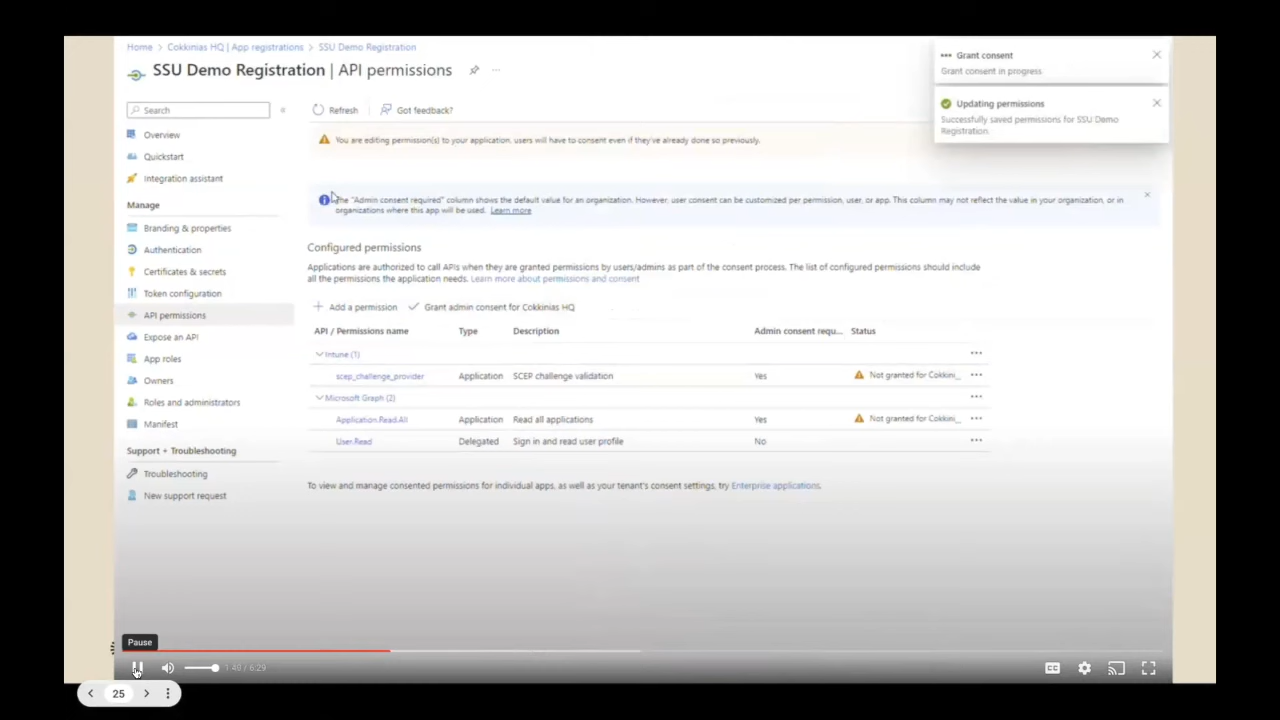 Home > Cokkinias HQ | App registrations > SSU Demo Registration
SSU Demo Registration | API permissions
Search
Refresh
Got feedback?
Overview
Quickstart
Integration assistant
Manage
Branding & properties
Authentication
Certificates & secrets
Token configuration
API permissions
Expose an API
App roles
Owners
Roles and administrators
Manifest
Support + Troubleshooting
Troubleshooting
New support request
Grant consent
Grant consent in progress
Updating permissions
Successfully saved permissions for SSU Demo
Registration.
You are editing permission(s) to your application, users will have to consent even if they've already done so previously.
"Admin consent required" column shows the default value for an organization. However, user consent can be customized per permission, user, or app. This column may not reflect the value in your organization, or in
organizations where this app will be used. Learn more
Configured permissions
Applications are authorized to call APIs when they are granted permissions by users/admins as part of the consent process. The list of configured permissions should include
all the permissions the application needs. Learn more about permissions and consent
Add a permission
Grant admin consent for Cokkinias HQ
API / Permissions name Type Description Admin consent requ... Status
Intune (1)
scep_challenge_provider Application SCEP challenge validation Yes Not granted for Cokkini...
Microsoft Graph (2)
Application.Read.All Application Read all applications Yes Not granted for Cokkini...
User.Read Delegated Sign in and read user profile No
To view and manage consented permissions for individual apps, as well as your tenant's consent settings, try Enterprise applications.
Pause
1:40 / 6:29
CC
25